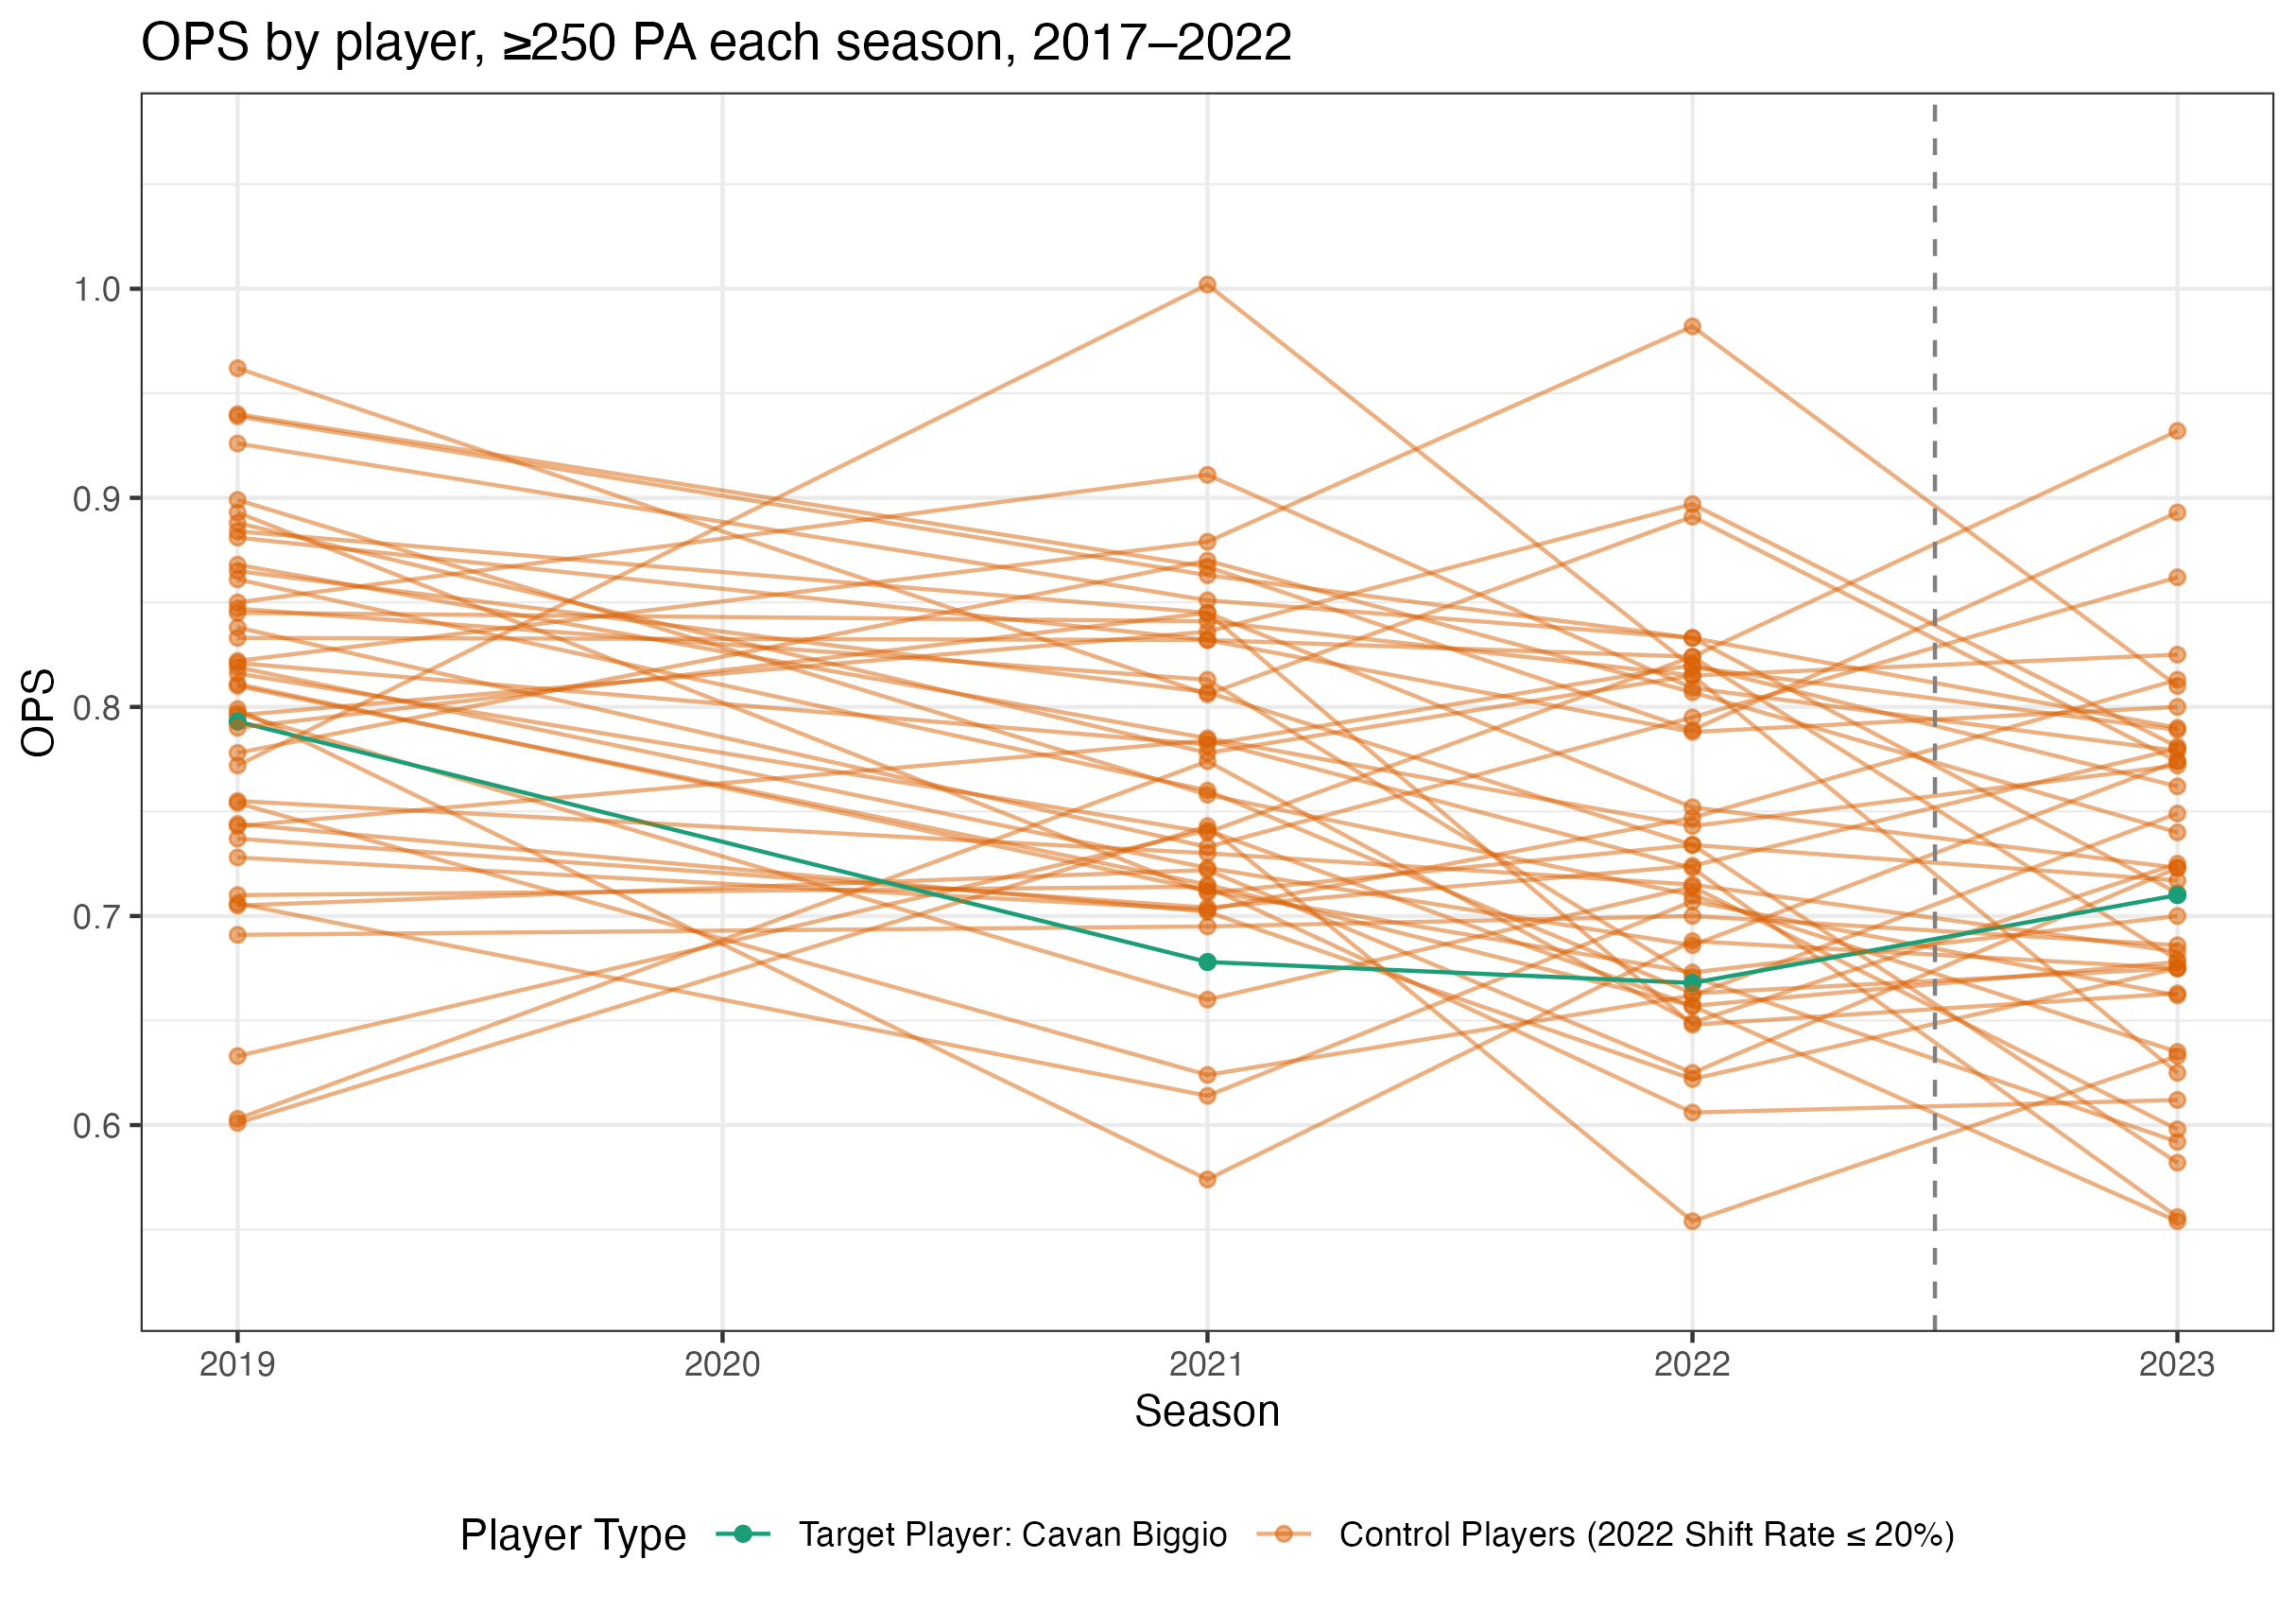 OPS by player, ≥250 PA each season, 2017–2022
OPS
1.0
0.9
0.8
0.7
0.6
2019 2020 2021 2022 2023
Season
Player Type Target Player: Cavan Biggio Control Players (2022 Shift Rate ≤ 20%)